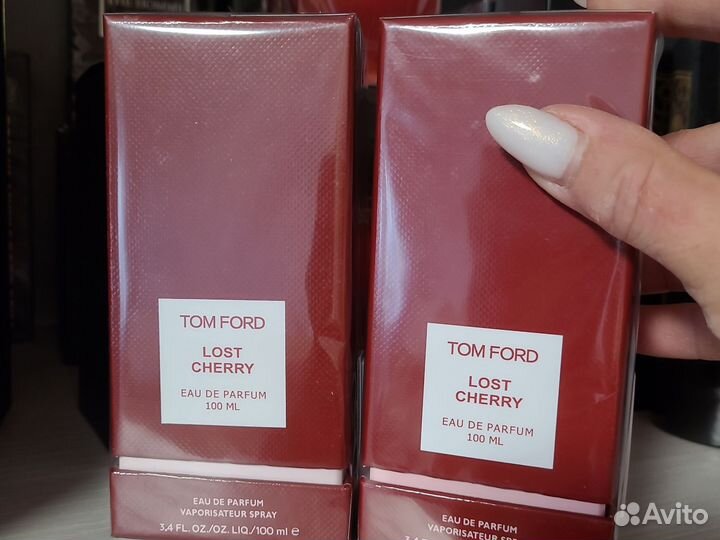 TOM FORD
LOST
CHERRY
EAU DE PARFUM
100 ML
EAU DE PARFUM
VAPORISATEUR SPRAY
3,4 FL. OZ./OZ. LIQ./100 ml e
TOM FORD
LOST
CHERRY
EAU DE PARFUM
100 ML
EAU DE PARFUM
VAPORISATEUR SPRAY
Avito